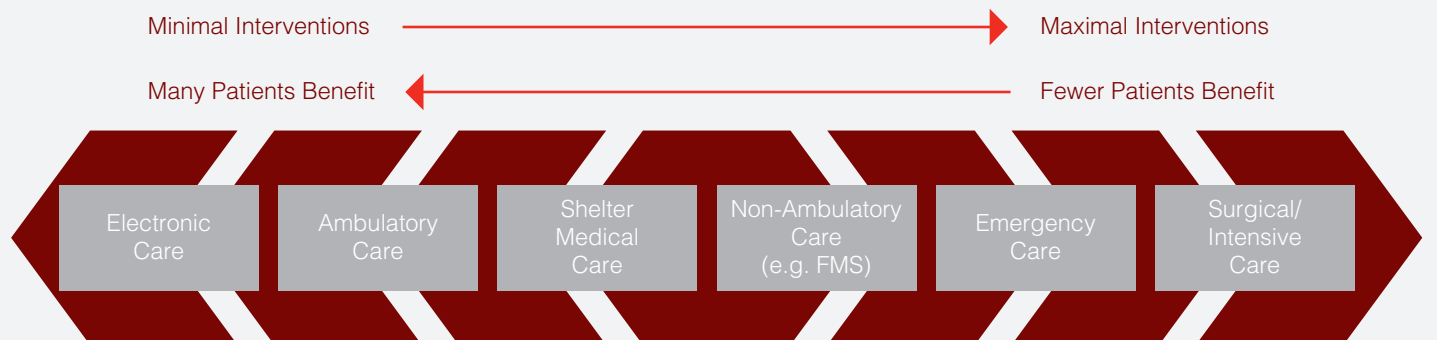 Minimal Interventions
Maximal Interventions
Many Patients Benefit
Fewer Patients Benefit
Electronic
Care
Ambulatory
Care
Shelter
Medical
Care
Non-Ambulatory
Care
(e.g. FMS)
Emergency
Care
Surgical/
Intensive
Care